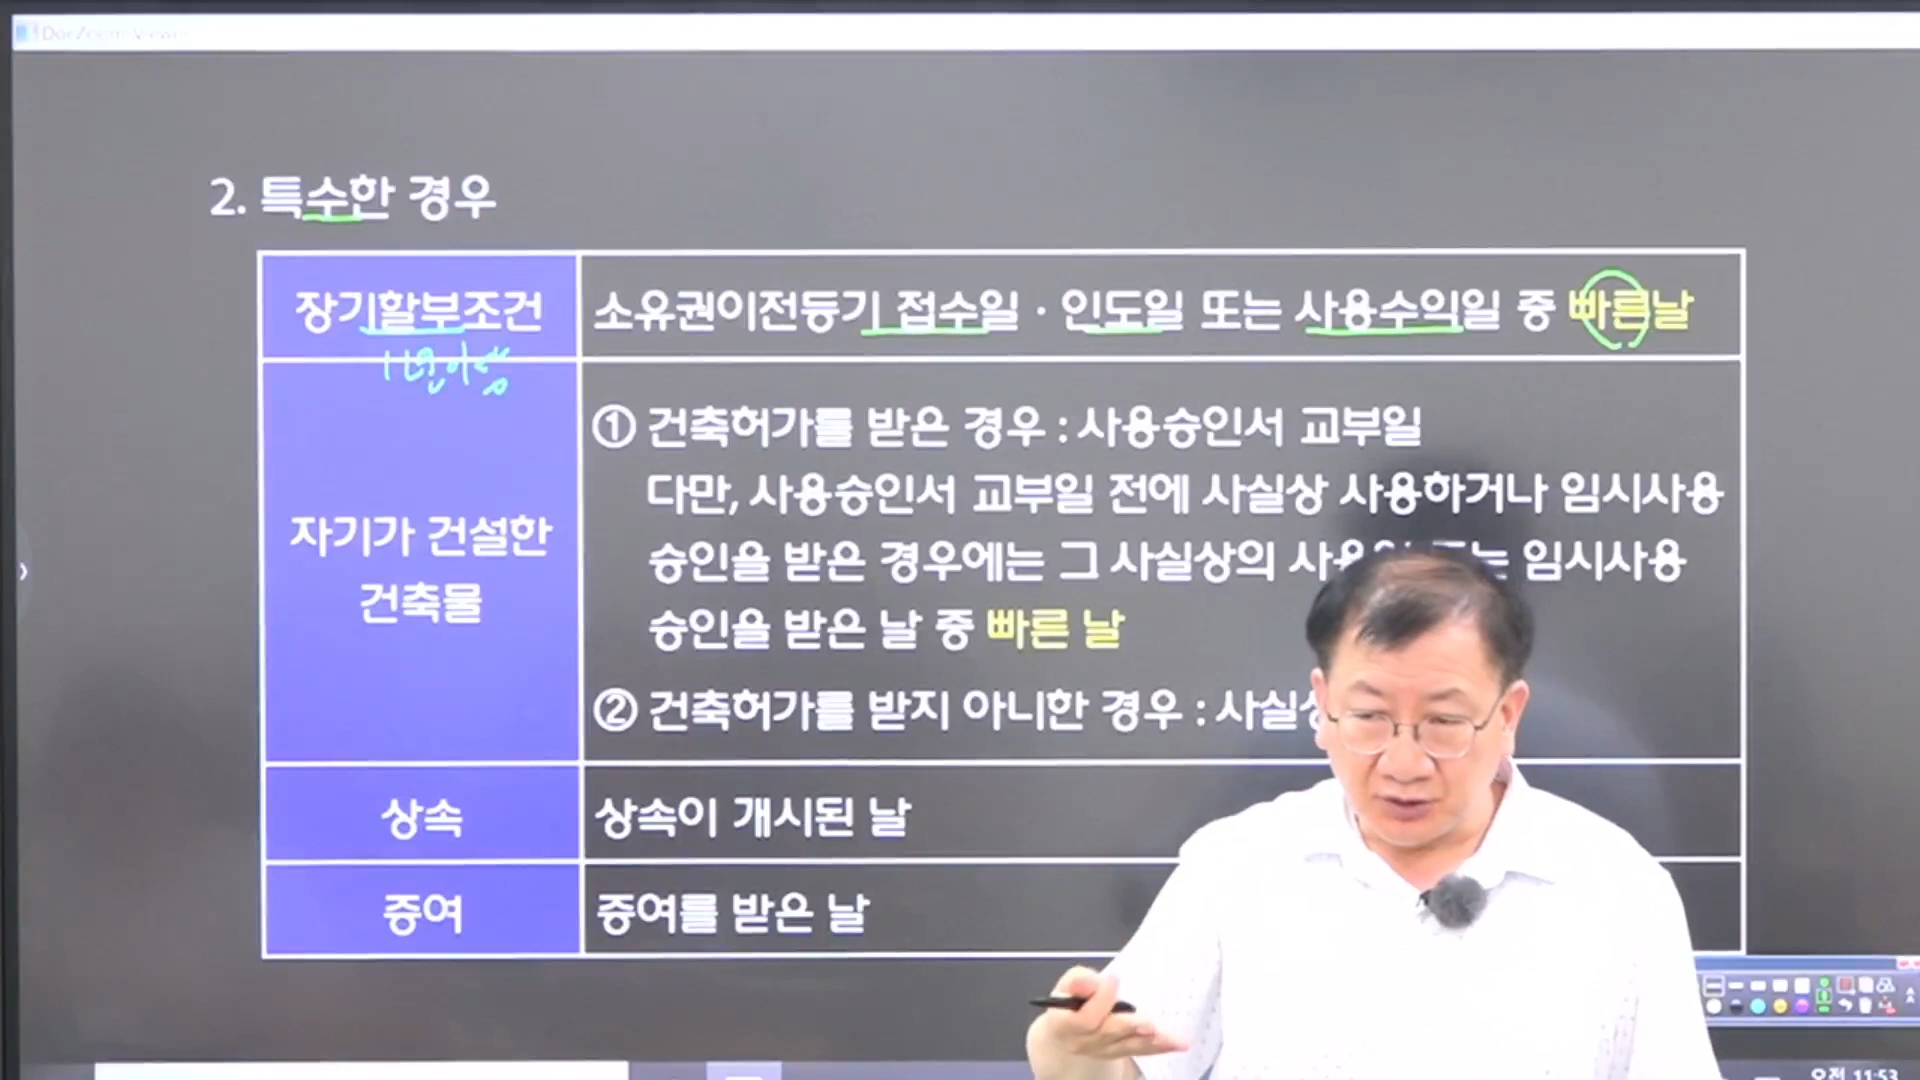 DocZoom Viewer
2. 특수한 경우
장기할부조건
소유권이전등기 접수일 · 인도일 또는 사용수익일 중 빠른날
1년이상
자기가 건설한
건축물
① 건축허가를 받은 경우 : 사용승인서 교부일
다만, 사용승인서 교부일 전에 사실상 사용하거나 임시사용
승인을 받은 경우에는 그 사실상의 또는 임시사용
승인을 받은 날 중 빠른 날
② 건축허가를 받지 아니한 경우 :
상속
상속이 개시된 날
증여
증여를 받은 날
오전 11:53